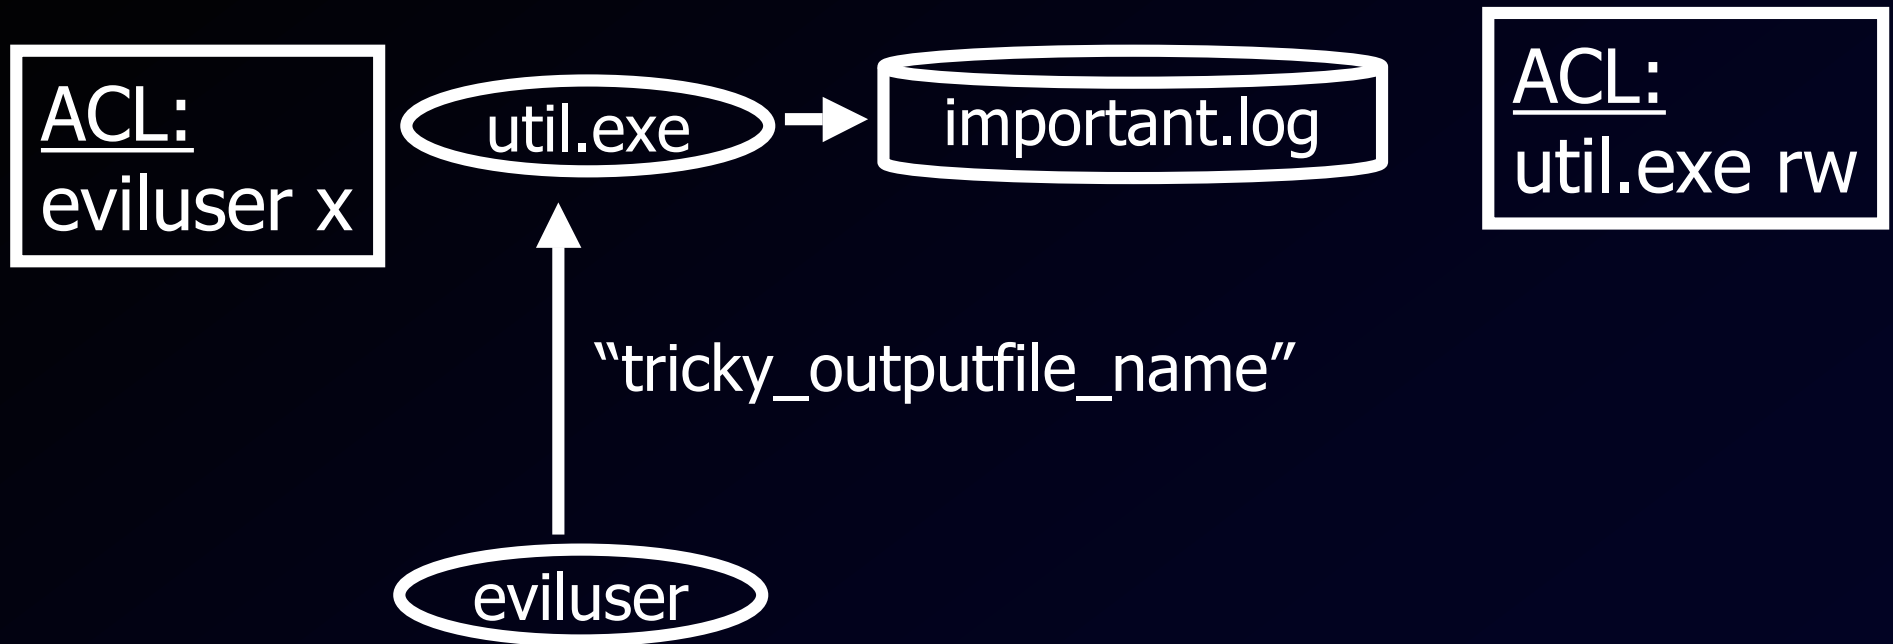 ACL:
eviluser x
util.exe
important.log
ACL:
util.exe rw
“tricky_outputfile_name”
eviluser